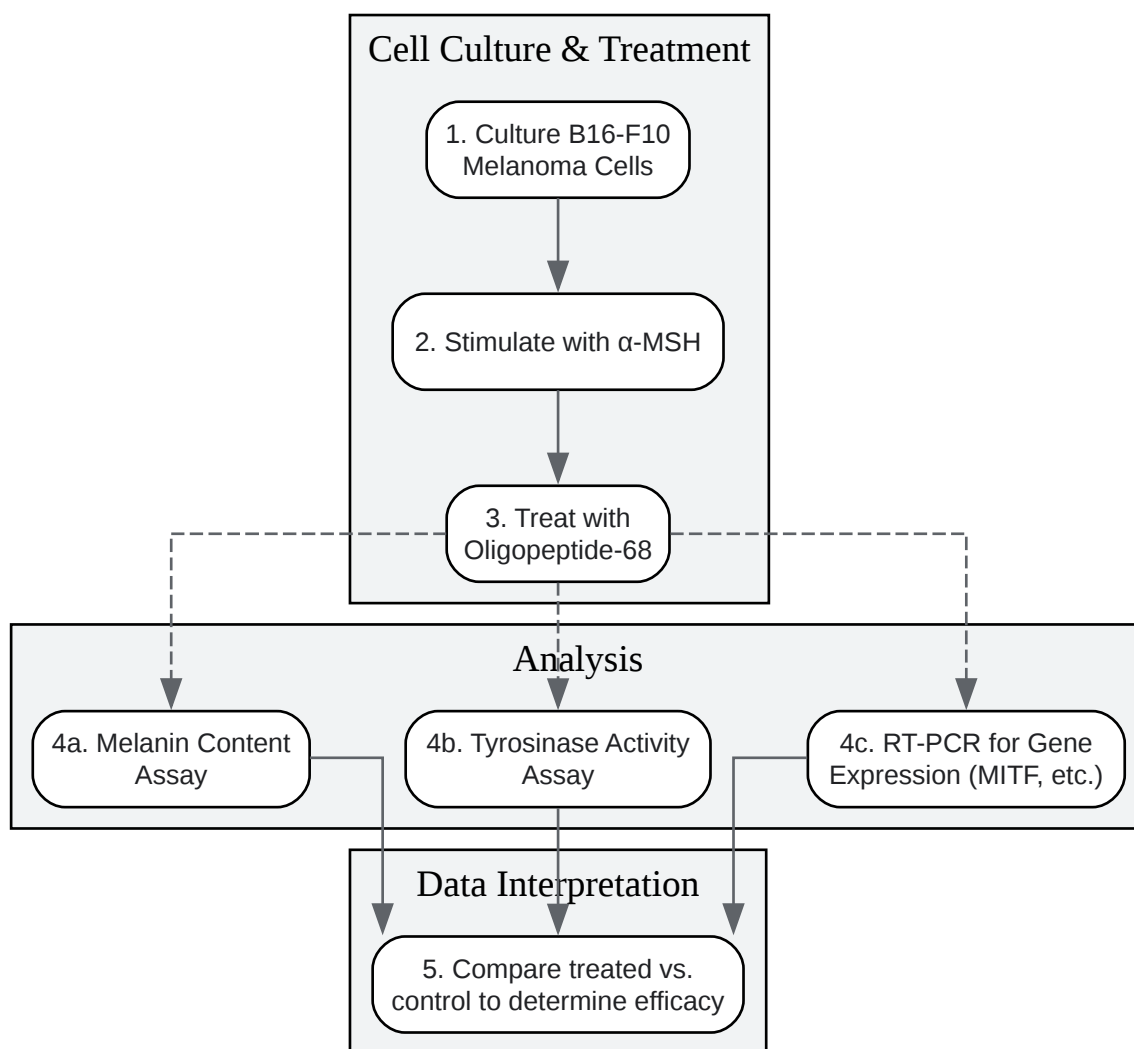 Cell Culture & Treatment
1. Culture B16-F10
Melanoma Cells
2. Stimulate with α-MSH
3. Treat with
Oligopeptide-68
Analysis
4a. Melanin Content
Assay
4b. Tyrosinase Activity
Assay
4c. RT-PCR for Gene
Expression (MITF, etc.)
Data Interpretation
5. Compare treated vs.
control to determine efficacy